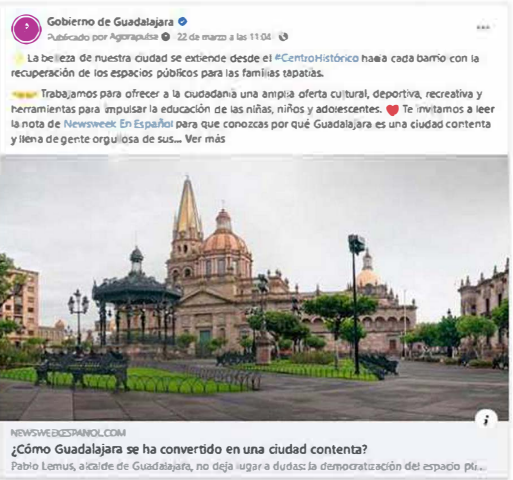 Gobierno de Guadalajara
Publicado por Agorapulse · 22 de marzo a las 11:04 ·
La belleza de nuestra ciudad se extiende desde el #CentroHistórico hacia cada barrio con la
recuperación de los espacios públicos para las familias tapatías.
Trabajamos para ofrecer a la ciudadanía una amplia oferta cultural, deportiva, recreativa y
herramientas para impulsar la educación de las niñas, niños y adolescentes. ❤️ Te invitamos a leer
la nota de Newsweek En Español para que conozcas por qué Guadalajara es una ciudad contenta
y llena de gente orgullosa de sus... Ver más
NEWSWEEKESPANOL.COM
¿Cómo Guadalajara se ha convertido en una ciudad contenta?
Pablo Lemus, alcalde de Guadalajara, no deja lugar a dudas: la democratización del espacio pú...